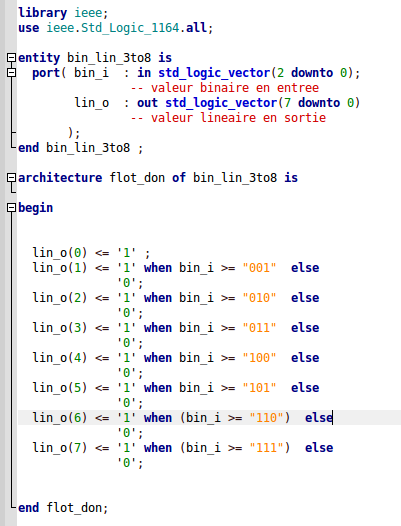 library ieee;
use ieee.Std_Logic_1164.all;
entity bin_lin_3to8 is
port( bin_i : in std_logic_vector(2 downto 0);
-- valeur binaire en entree
lin_o : out std_logic_vector(7 downto 0)
-- valeur lineaire en sortie
);
end bin_lin_3to8 ;
architecture flot_don of bin_lin_3to8 is
begin
lin_o(0) <= '1' ;
lin_o(1) <= '1' when bin_i >= "001" else
'0';
lin_o(2) <= '1' when bin_i >= "010" else
'0';
lin_o(3) <= '1' when bin_i >= "011" else
'0';
lin_o(4) <= '1' when bin_i >= "100" else
'0';
lin_o(5) <= '1' when bin_i >= "101" else
'0';
lin_o(6) <= '1' when (bin_i >= "110") else
'0';
lin_o(7) <= '1' when (bin_i >= "111") else
'0';
end flot_don;